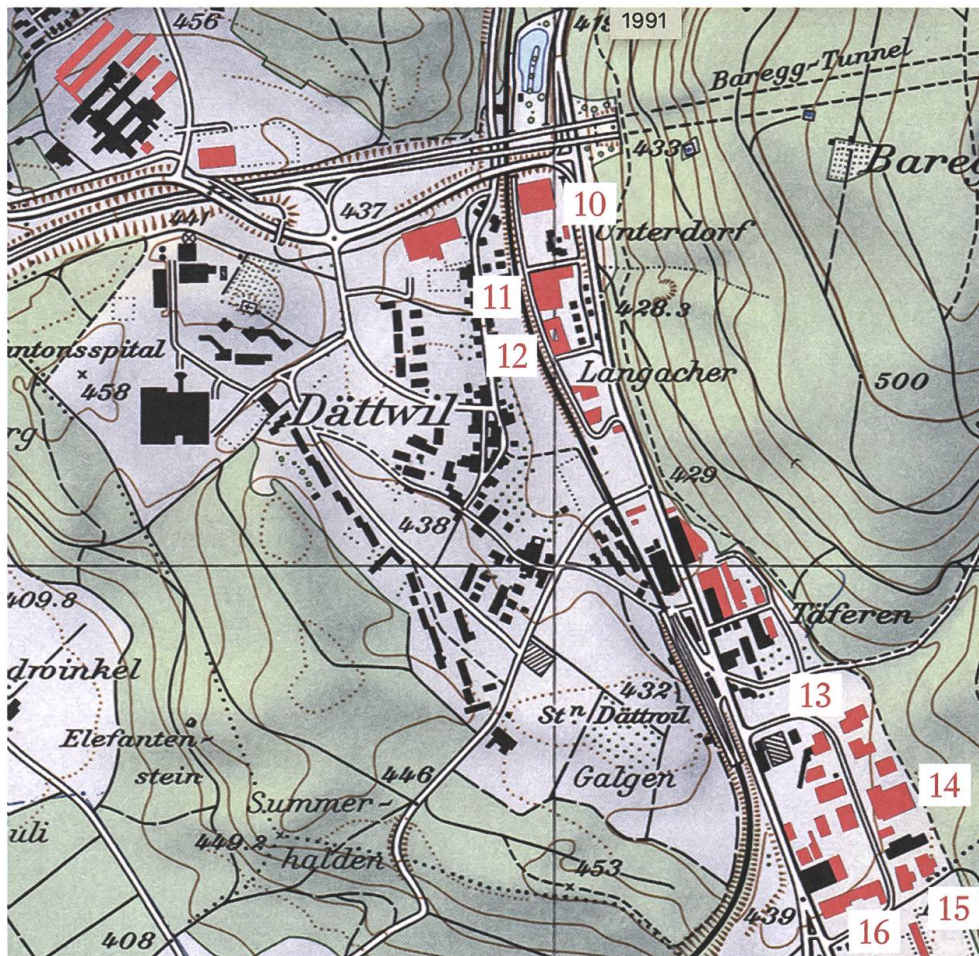 456
419
1991
Baregg-Tunnel
433
Bareg
10
437
441
Unterdorf
11
428.3
12
antonsspital
Langacher
500
458
Dättwil
rg
429
438
409.8
Täferen
droinkel
432
13
Stn Dättwil
Elefanten-
stein
Galgen
446
14
Summer-
halden
449.2
uli
453
15
439
16
408